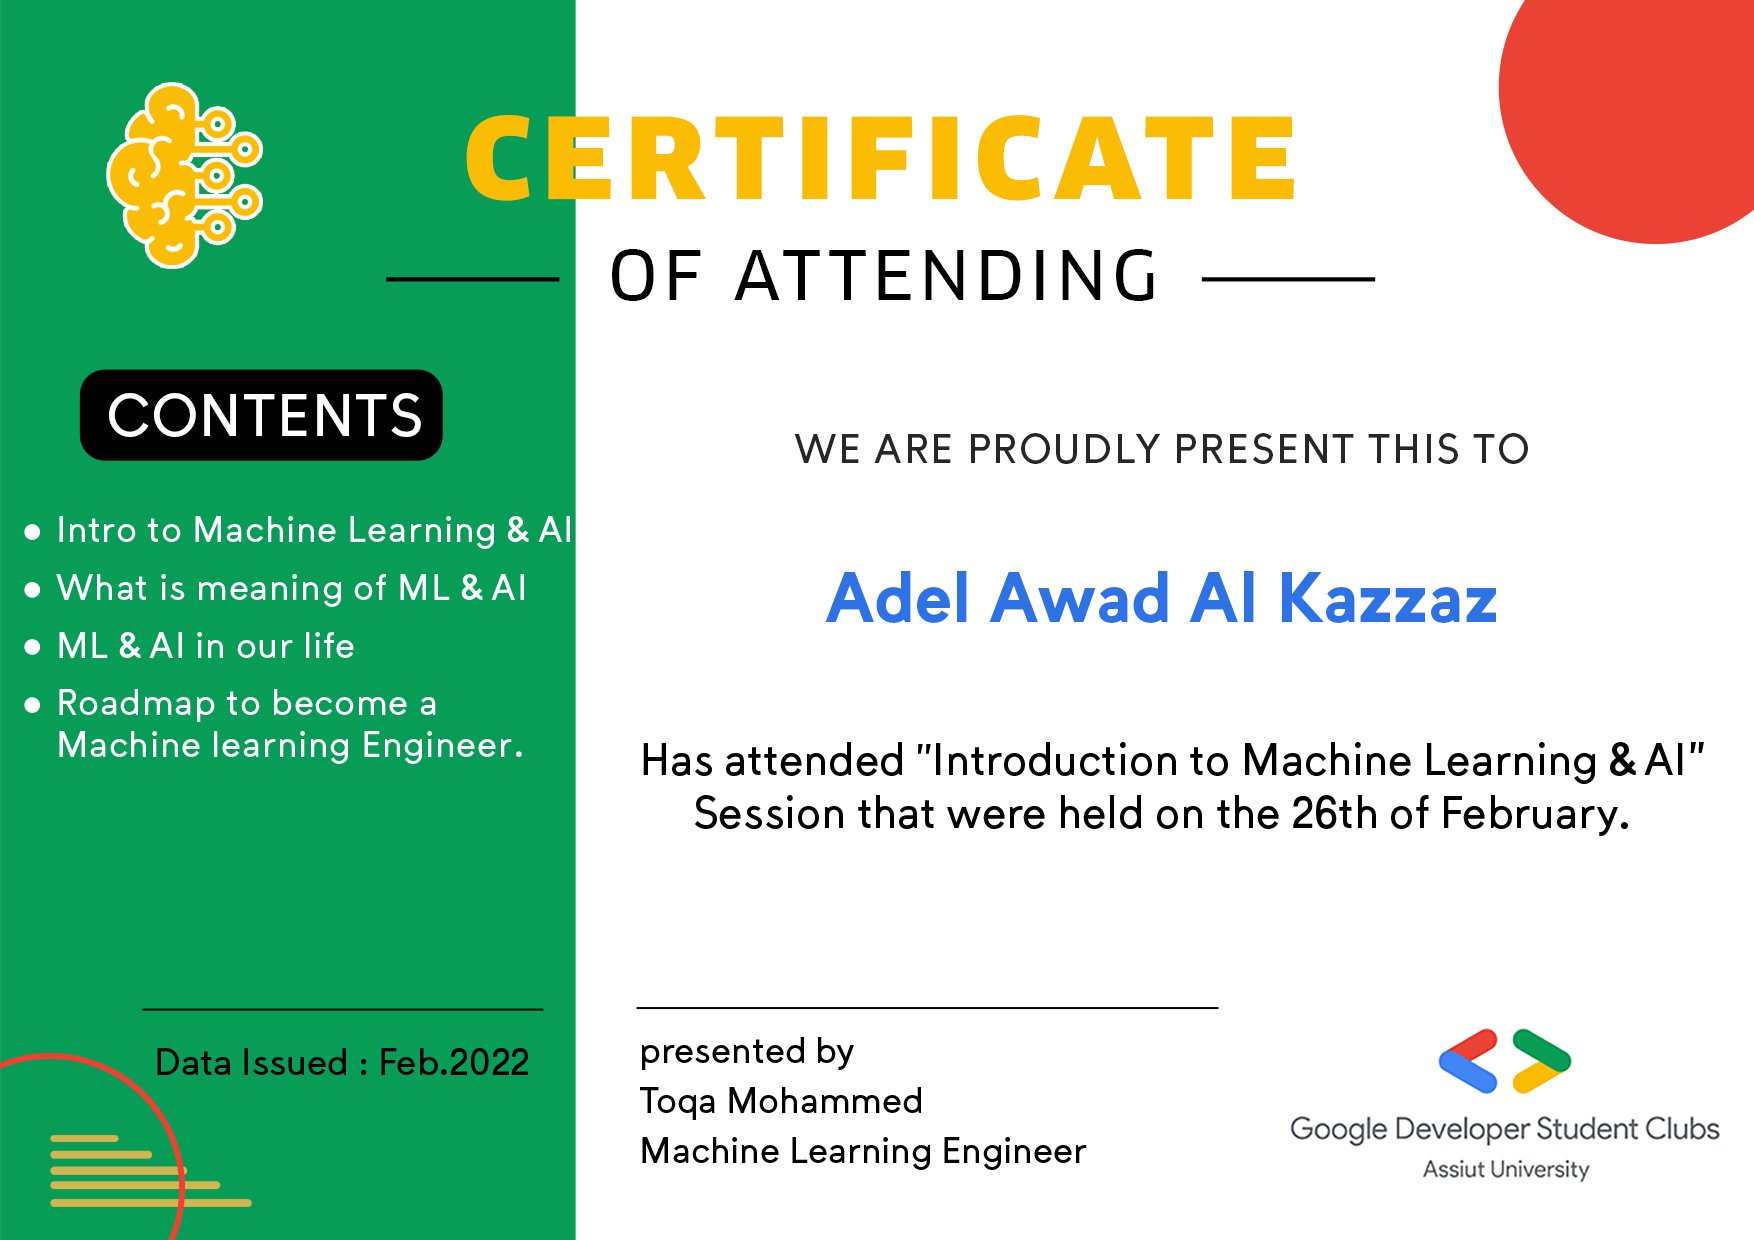 CERTIFICATE
OF ATTENDING
CONTENTS
• Intro to Machine Learning & AI
• What is meaning of ML & AI
• ML & AI in our life
• Roadmap to become a
Machine learning Engineer.
WE ARE PROUDLY PRESENT THIS TO
Adel Awad Al Kazzaz
Has attended "Introduction to Machine Learning & AI"
Session that were held on the 26th of February.
Data Issued : Feb.2022
presented by
Toqa Mohammed
Machine Learning Engineer
Google Developer Student Clubs
Assiut University